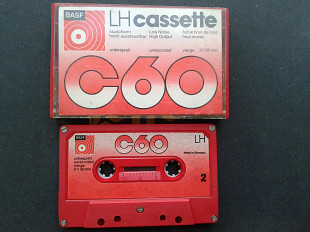 BASF
LH cassette
rauscharm Low Noise faible bruit de fond
hoch aussteuerbar High Output haut niveau
unbespielt unrecorded vierge 2×30 min
C60
BASF
C60
LH
unbespielt
unrecorded
vierge
2×30 min
Made in Germany
2